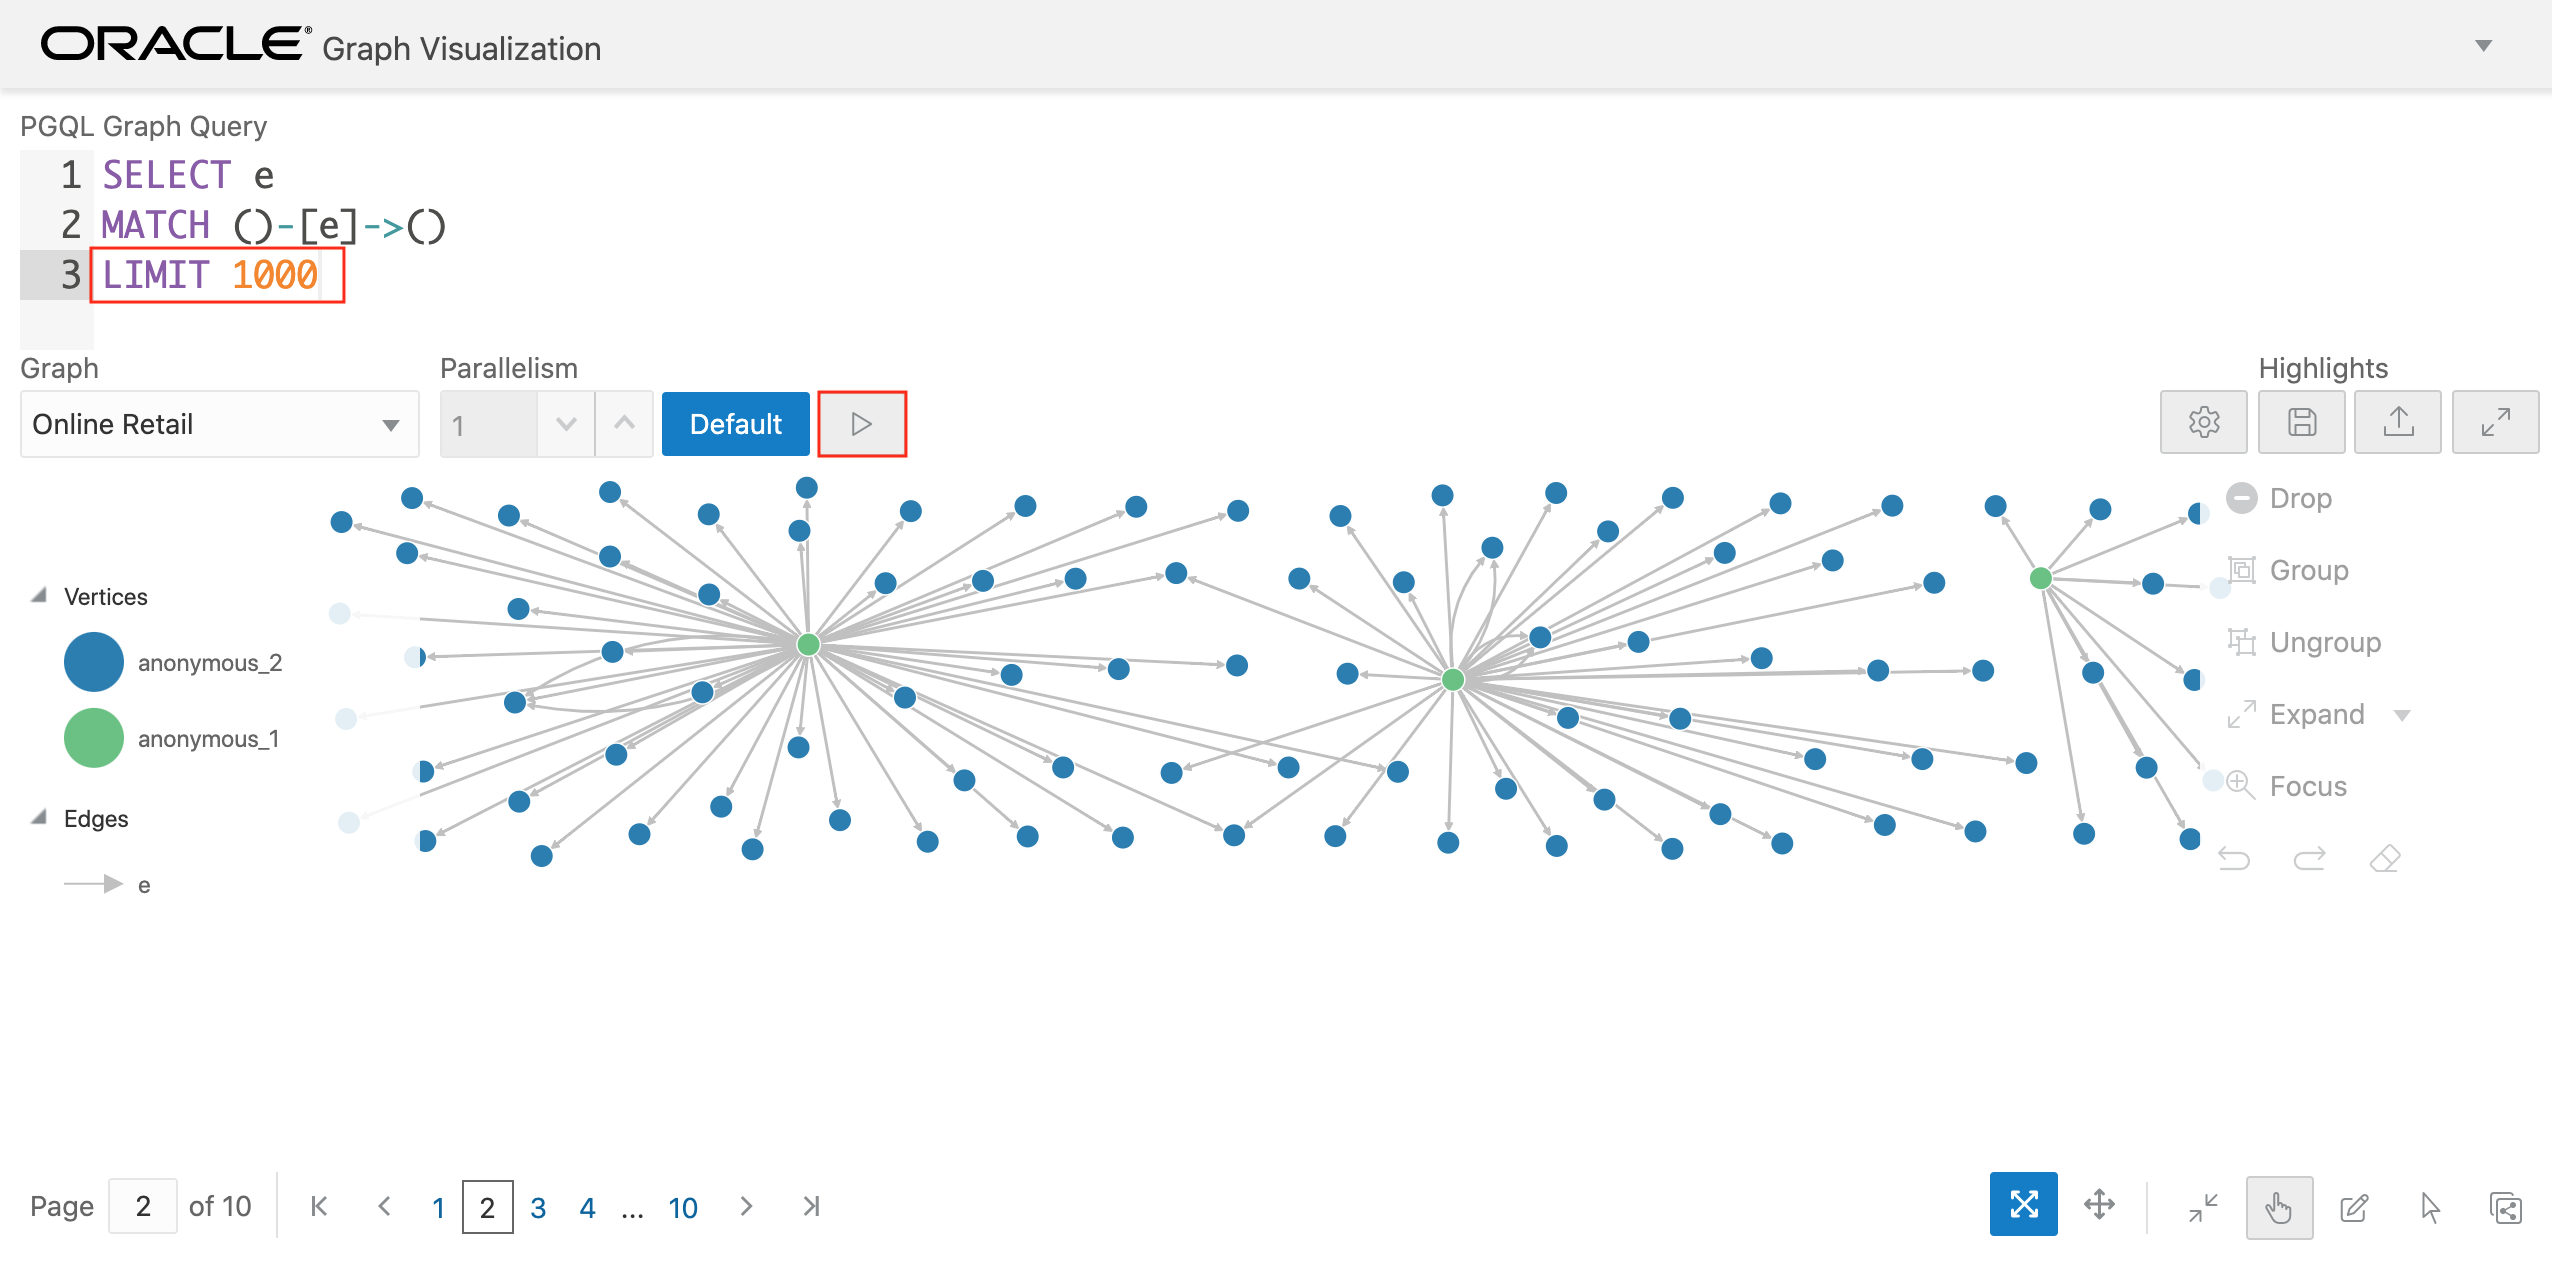 ORACLE® Graph Visualization
PGQL Graph Query
1 SELECT e
2 MATCH ()-[e]->()
3 LIMIT 1000
Graph
Parallelism
Highlights
Online Retail
1
Default
Drop
Group
Ungroup
Expand
Focus
Vertices
anonymous_2
anonymous_1
Edges
e
Page 2 of 10
1 2 3 4 ... 10